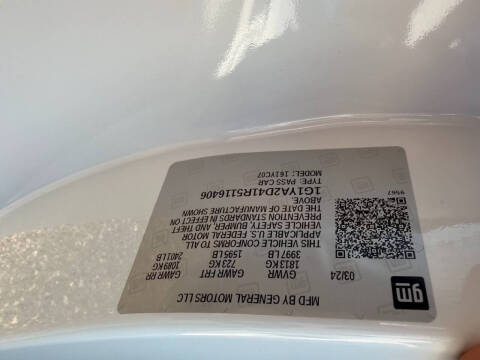 MFD BY GENERAL MOTORS LLC
gm
03/24 GVWR GAWR FRT GAWR RR
1813 KG 723 KG 1089 KG
3997 LB 1595 LB 2401 LB
THIS VEHICLE CONFORMS TO ALL
APPLICABLE U.S. FEDERAL MOTOR
VEHICLE SAFETY, BUMPER, AND THEFT
PREVENTION STANDARDS IN EFFECT ON
THE DATE OF MANUFACTURE SHOWN
ABOVE.
1G1YA2D41R5116406
TYPE: PASS CAR
MODEL: 161YC07
9567